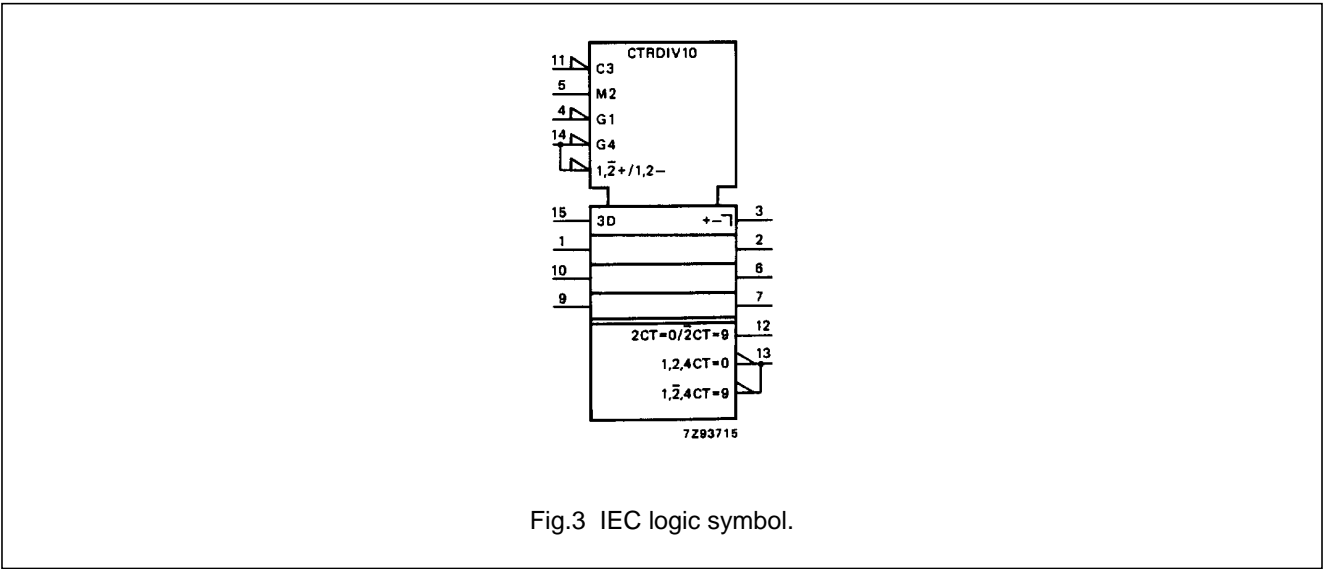 CTRDIV10
11 C3
5 M2
4 G1
14 G4
1,2̅+/1,2−
15 3D +−┐ 3
1 2
10 6
9 7
2CT=0/2̅CT=9 12
1,2,4CT=0 13
1,2̅,4CT=9
7Z93715
Fig.3 IEC logic symbol.